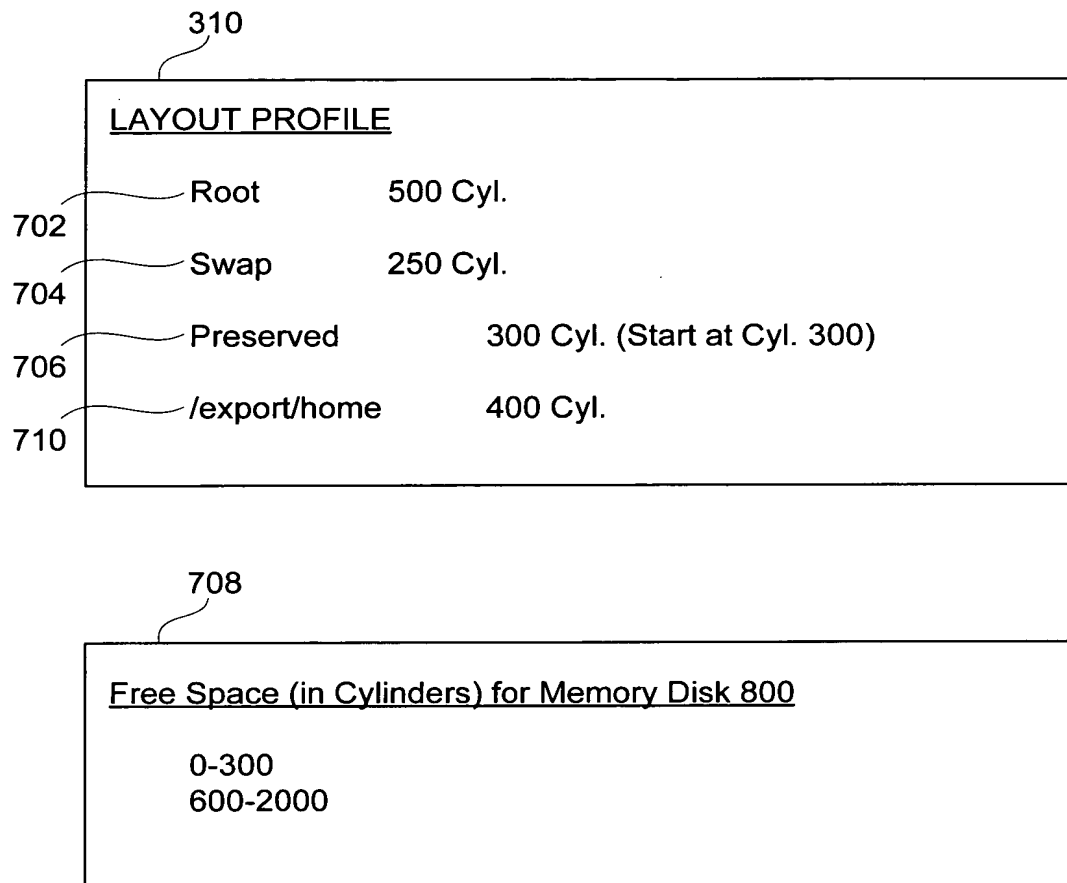 310
LAYOUT PROFILE
Root 500 Cyl.
702
Swap 250 Cyl.
704
Preserved 300 Cyl. (Start at Cyl. 300)
706
/export/home 400 Cyl.
710
708
Free Space (in Cylinders) for Memory Disk 800
0-300
600-2000